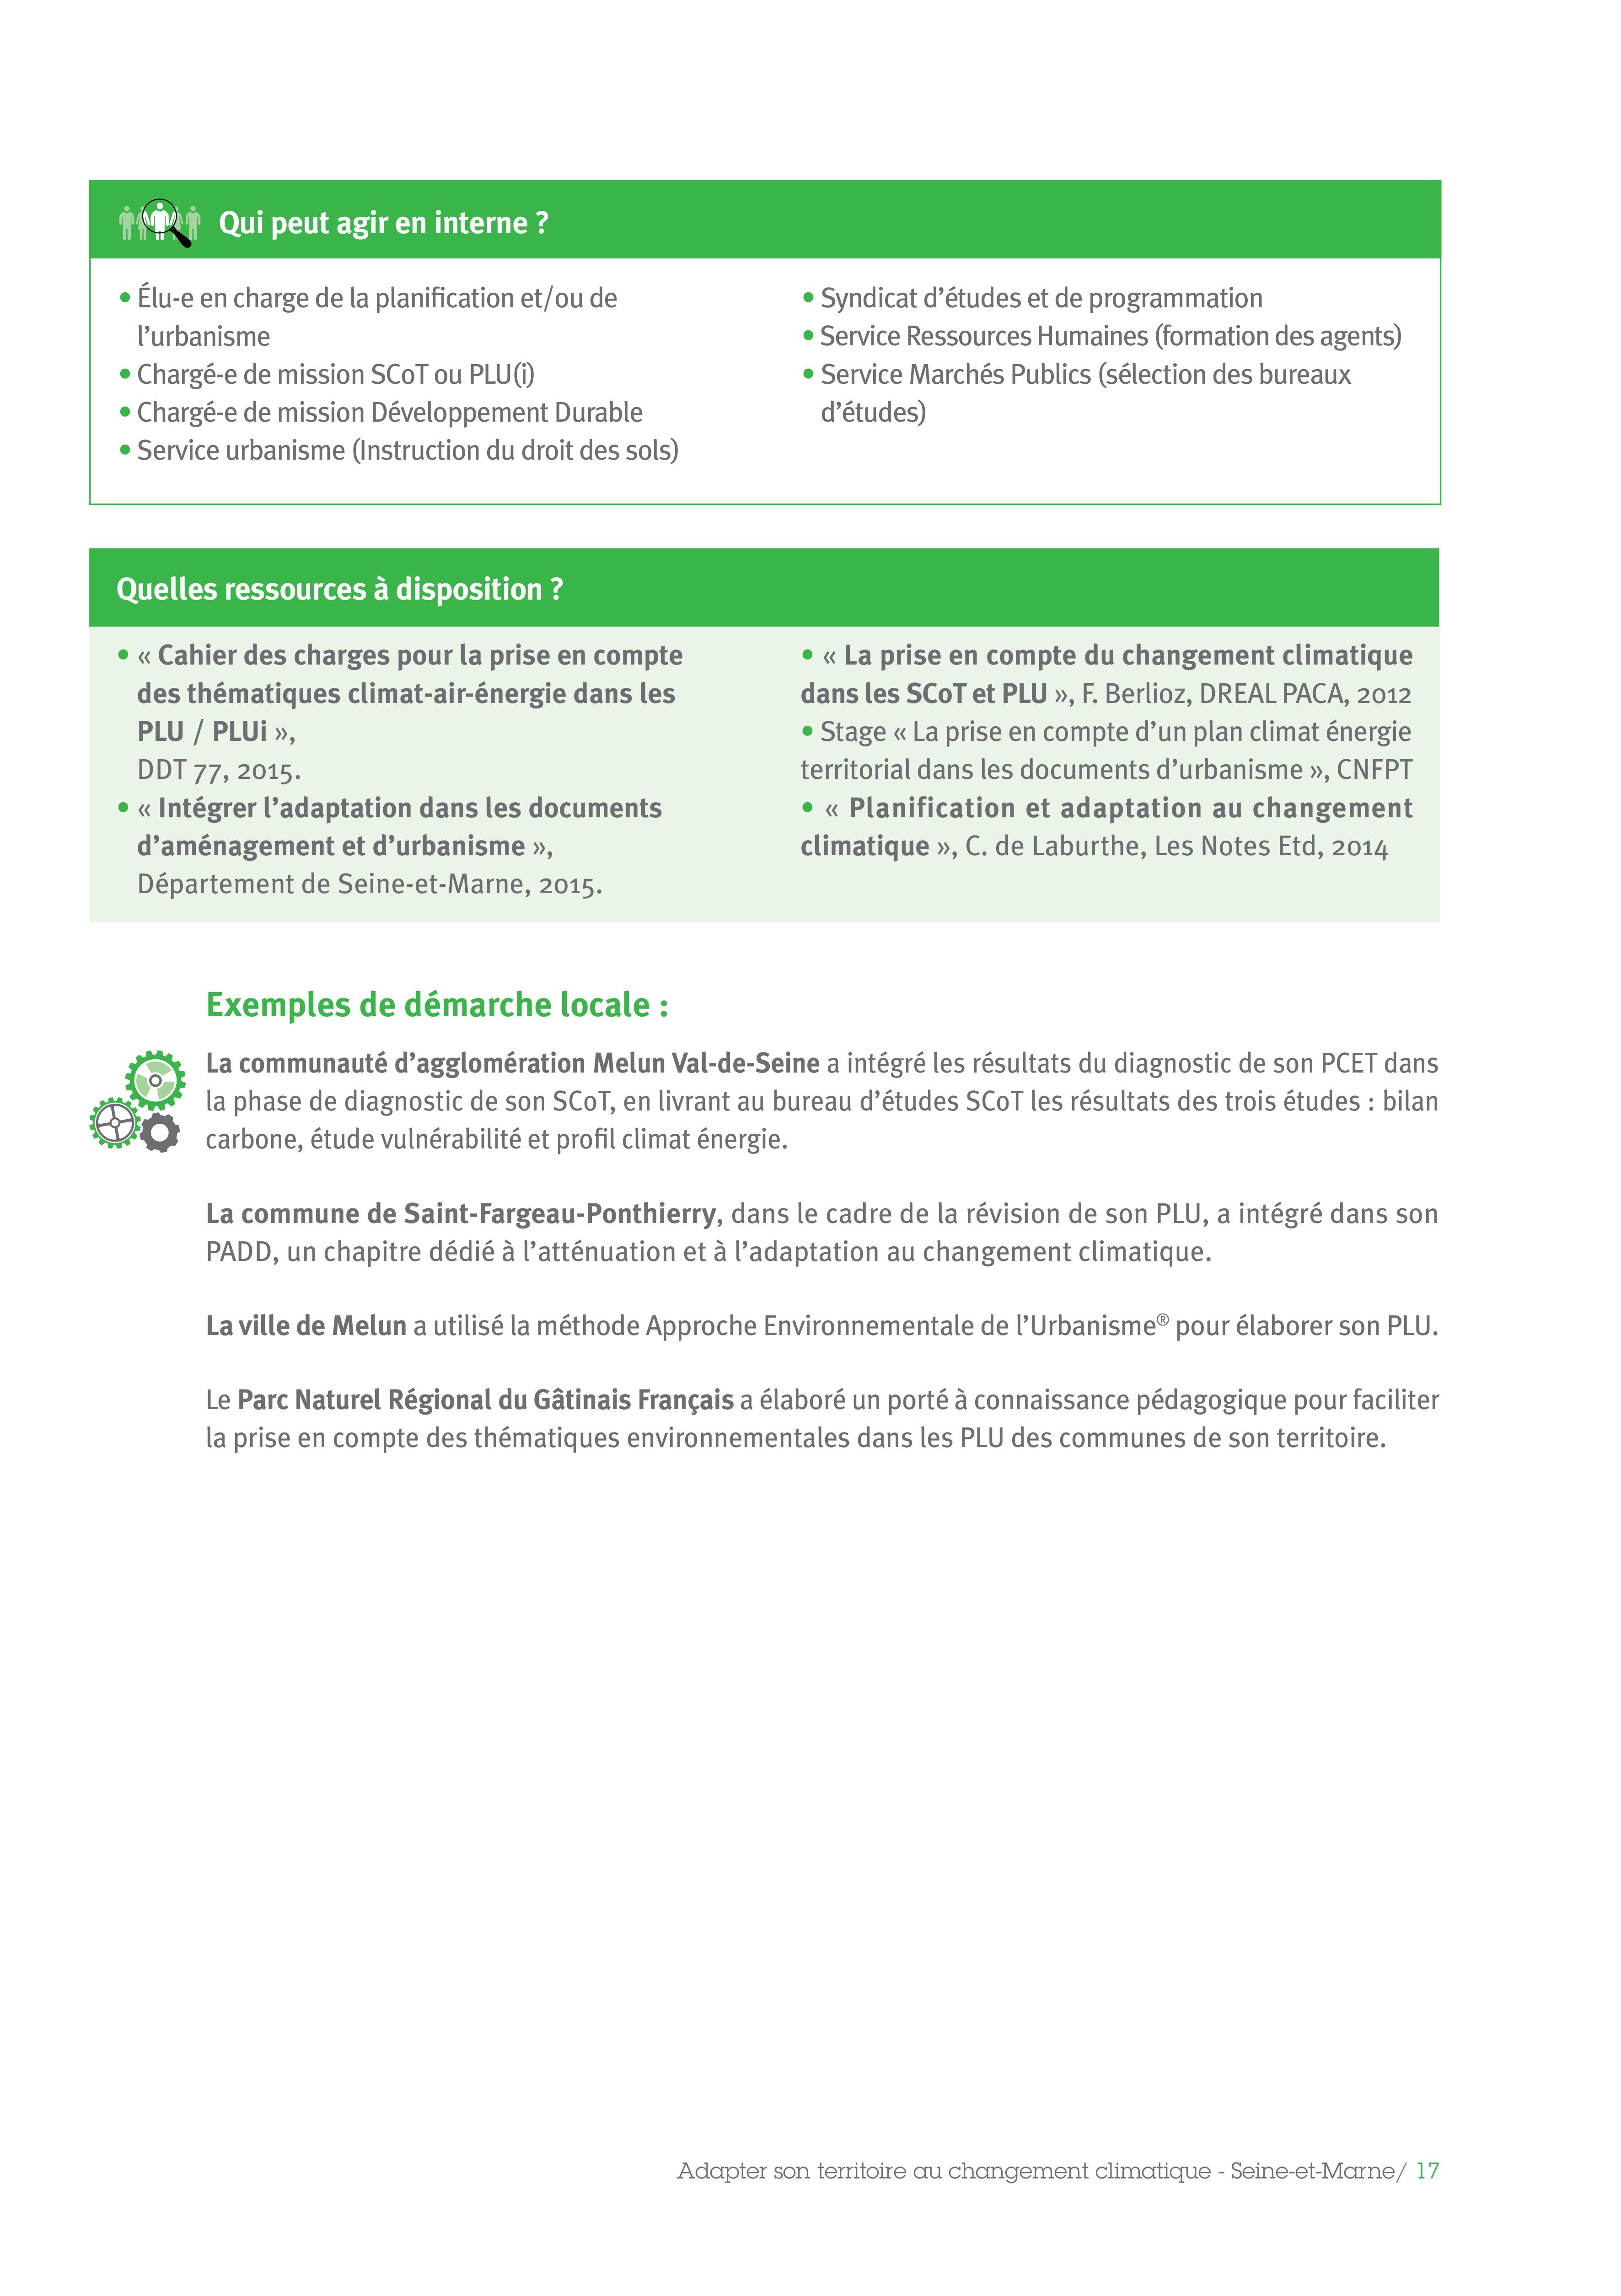 Qui peut agir en interne ?
• Élu-e en charge de la planification et/ou de
l’urbanisme
• Chargé-e de mission SCoT ou PLU(i)
• Chargé-e de mission Développement Durable
• Service urbanisme (Instruction du droit des sols)
• Syndicat d’études et de programmation
• Service Ressources Humaines (formation des agents)
• Service Marchés Publics (sélection des bureaux
d’études)
Quelles ressources à disposition ?
• « Cahier des charges pour la prise en compte
des thématiques climat-air-énergie dans les
PLU / PLUi »,
DDT 77, 2015.
• « Intégrer l’adaptation dans les documents
d’aménagement et d’urbanisme »,
Département de Seine-et-Marne, 2015.
• « La prise en compte du changement climatique
dans les SCoT et PLU », F. Berlioz, DREAL PACA, 2012
• Stage « La prise en compte d’un plan climat énergie
territorial dans les documents d’urbanisme », CNFPT
• « Planification et adaptation au changement
climatique », C. de Laburthe, Les Notes Etd, 2014
Exemples de démarche locale :
La communauté d’agglomération Melun Val-de-Seine a intégré les résultats du diagnostic de son PCET dans
la phase de diagnostic de son SCoT, en livrant au bureau d’études SCoT les résultats des trois études : bilan
carbone, étude vulnérabilité et profil climat énergie.
La commune de Saint-Fargeau-Ponthierry, dans le cadre de la révision de son PLU, a intégré dans son
PADD, un chapitre dédié à l’atténuation et à l’adaptation au changement climatique.
La ville de Melun a utilisé la méthode Approche Environnementale de l’Urbanisme® pour élaborer son PLU.
Le Parc Naturel Régional du Gâtinais Français a élaboré un porté à connaissance pédagogique pour faciliter
la prise en compte des thématiques environnementales dans les PLU des communes de son territoire.
Adapter son territoire au changement climatique - Seine-et-Marne/ 17